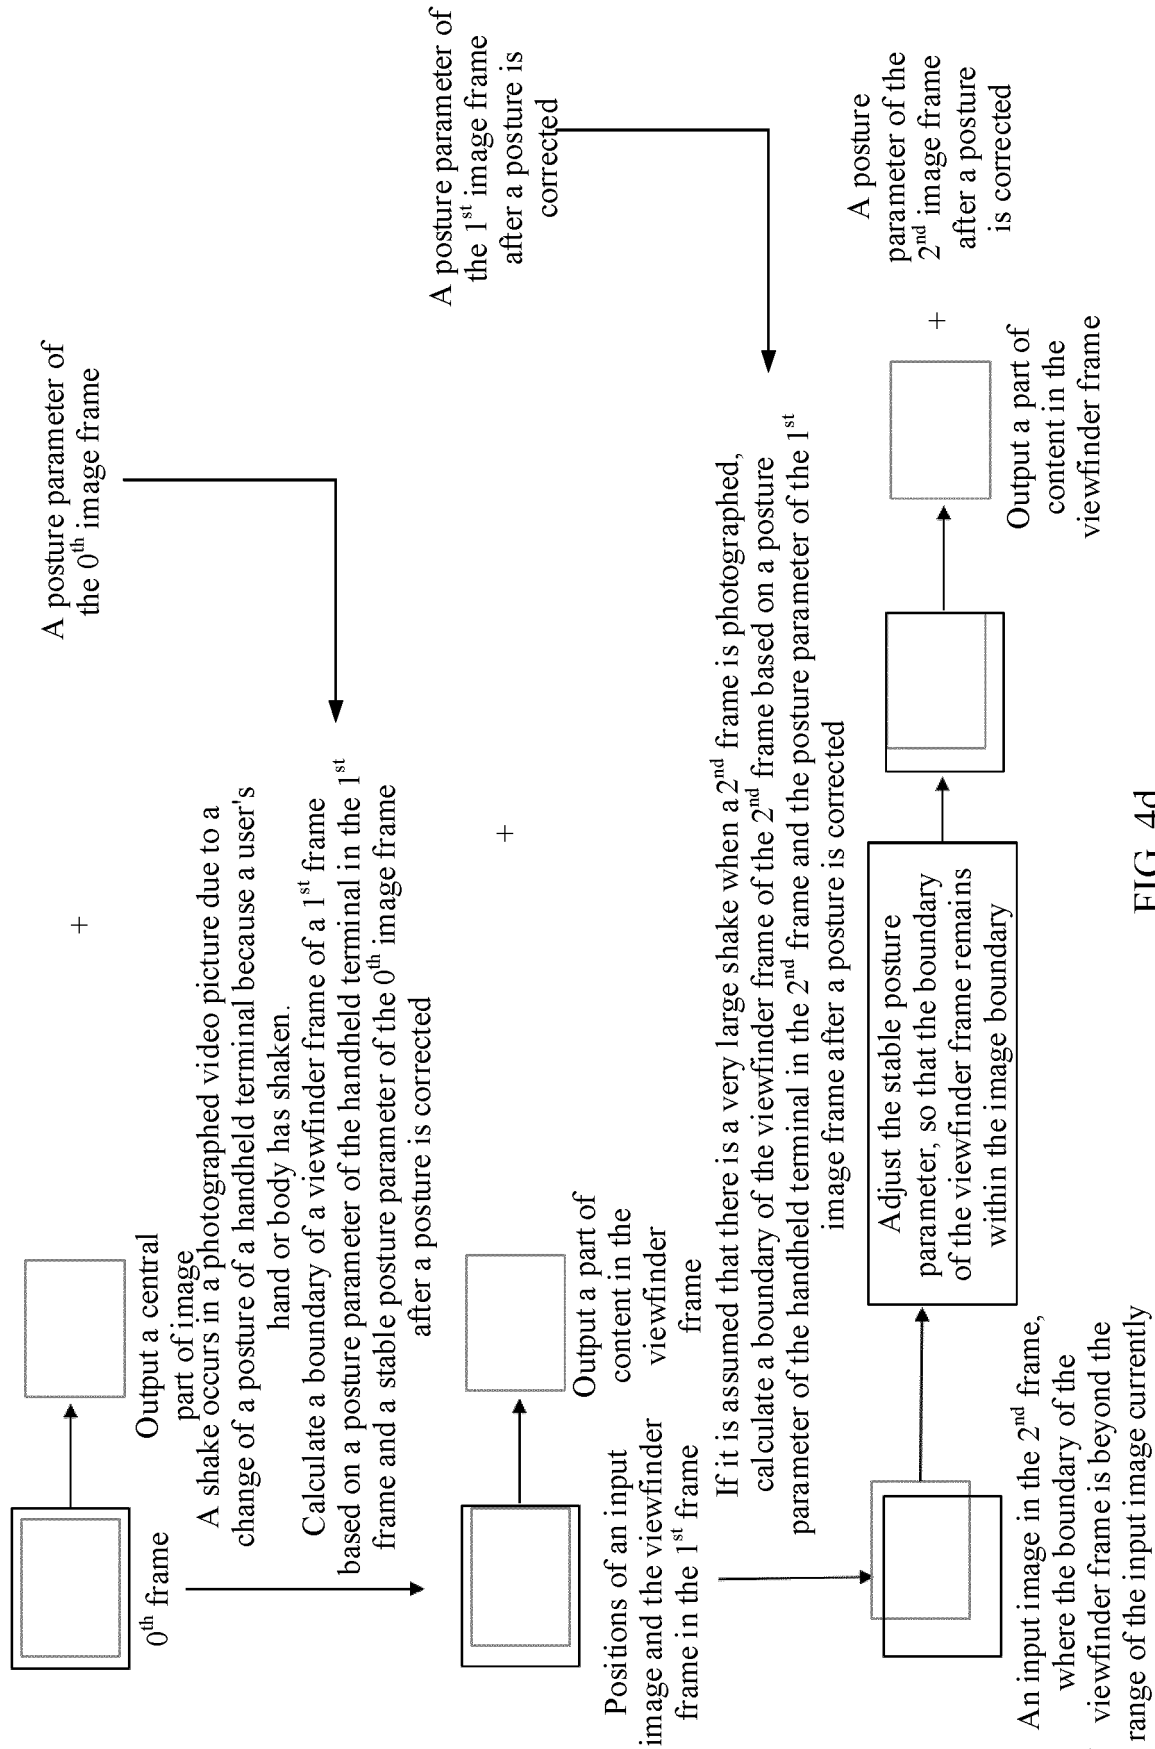 0th frame
Output a central
part of image
+
A posture parameter of
the 0th image frame
A shake occurs in a photographed video picture due to a
change of a posture of a handheld terminal because a user's
hand or body has shaken.
Calculate a boundary of a viewfinder frame of a 1st frame
based on a posture parameter of the handheld terminal in the 1st
frame and a stable posture parameter of the 0th image frame
after a posture is corrected
Positions of an input
image and the viewfinder
frame in the 1st frame
Output a part of
content in the
viewfinder
frame
+
A posture parameter of
the 1st image frame
after a posture is
corrected
If it is assumed that there is a very large shake when a 2nd frame is photographed,
calculate a boundary of the viewfinder frame of the 2nd frame based on a posture
parameter of the handheld terminal in the 2nd frame and the posture parameter of the 1st
image frame after a posture is corrected
An input image in the 2nd frame,
where the boundary of the
viewfinder frame is beyond the
range of the input image currently
Adjust the stable posture
parameter, so that the boundary
of the viewfinder frame remains
within the image boundary
Output a part of
content in the
viewfinder frame
+
A posture
parameter of the
2nd image frame
after a posture
is corrected
FIG. 4d